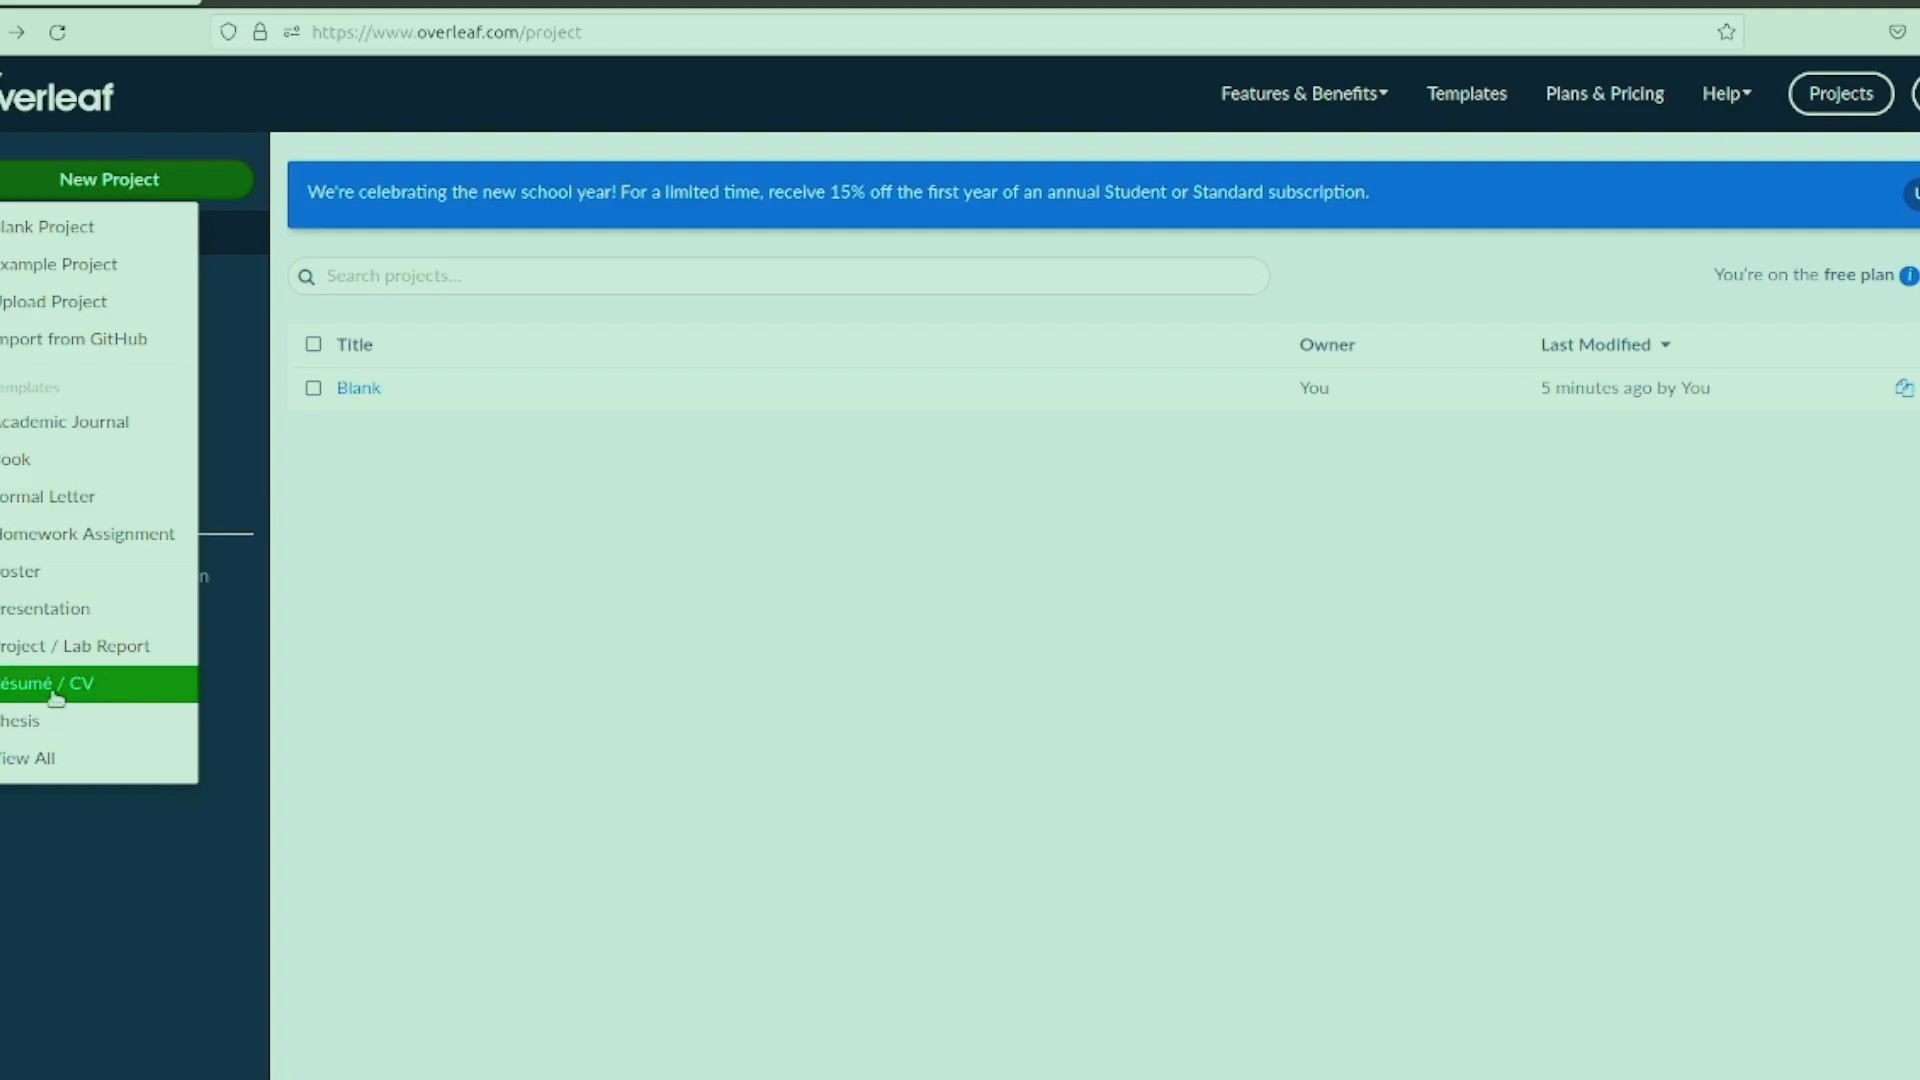 https://www.overleaf.com/project
verleaf
Features & Benefits
Templates
Plans & Pricing
Help
Projects
New Project
lank Project
xample Project
pload Project
mport from GitHub
emplates
cademic Journal
ook
ormal Letter
omework Assignment
oster
resentation
roject / Lab Report
ésumé / CV
hesis
iew All
n
We're celebrating the new school year! For a limited time, receive 15% off the first year of an annual Student or Standard subscription.
Search projects...
You're on the free plan
Title Owner Last Modified
Blank You 5 minutes ago by You